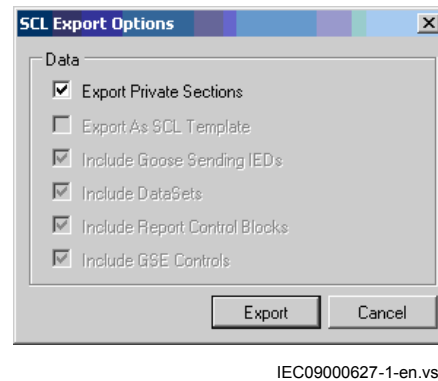 SCL Export Options
Data
Export Private Sections
Export As SCL Template
Include Goose Sending IEDs
Include DataSets
Include Report Control Blocks
Include GSE Controls
Export Cancel
IEC09000627-1-en.vs